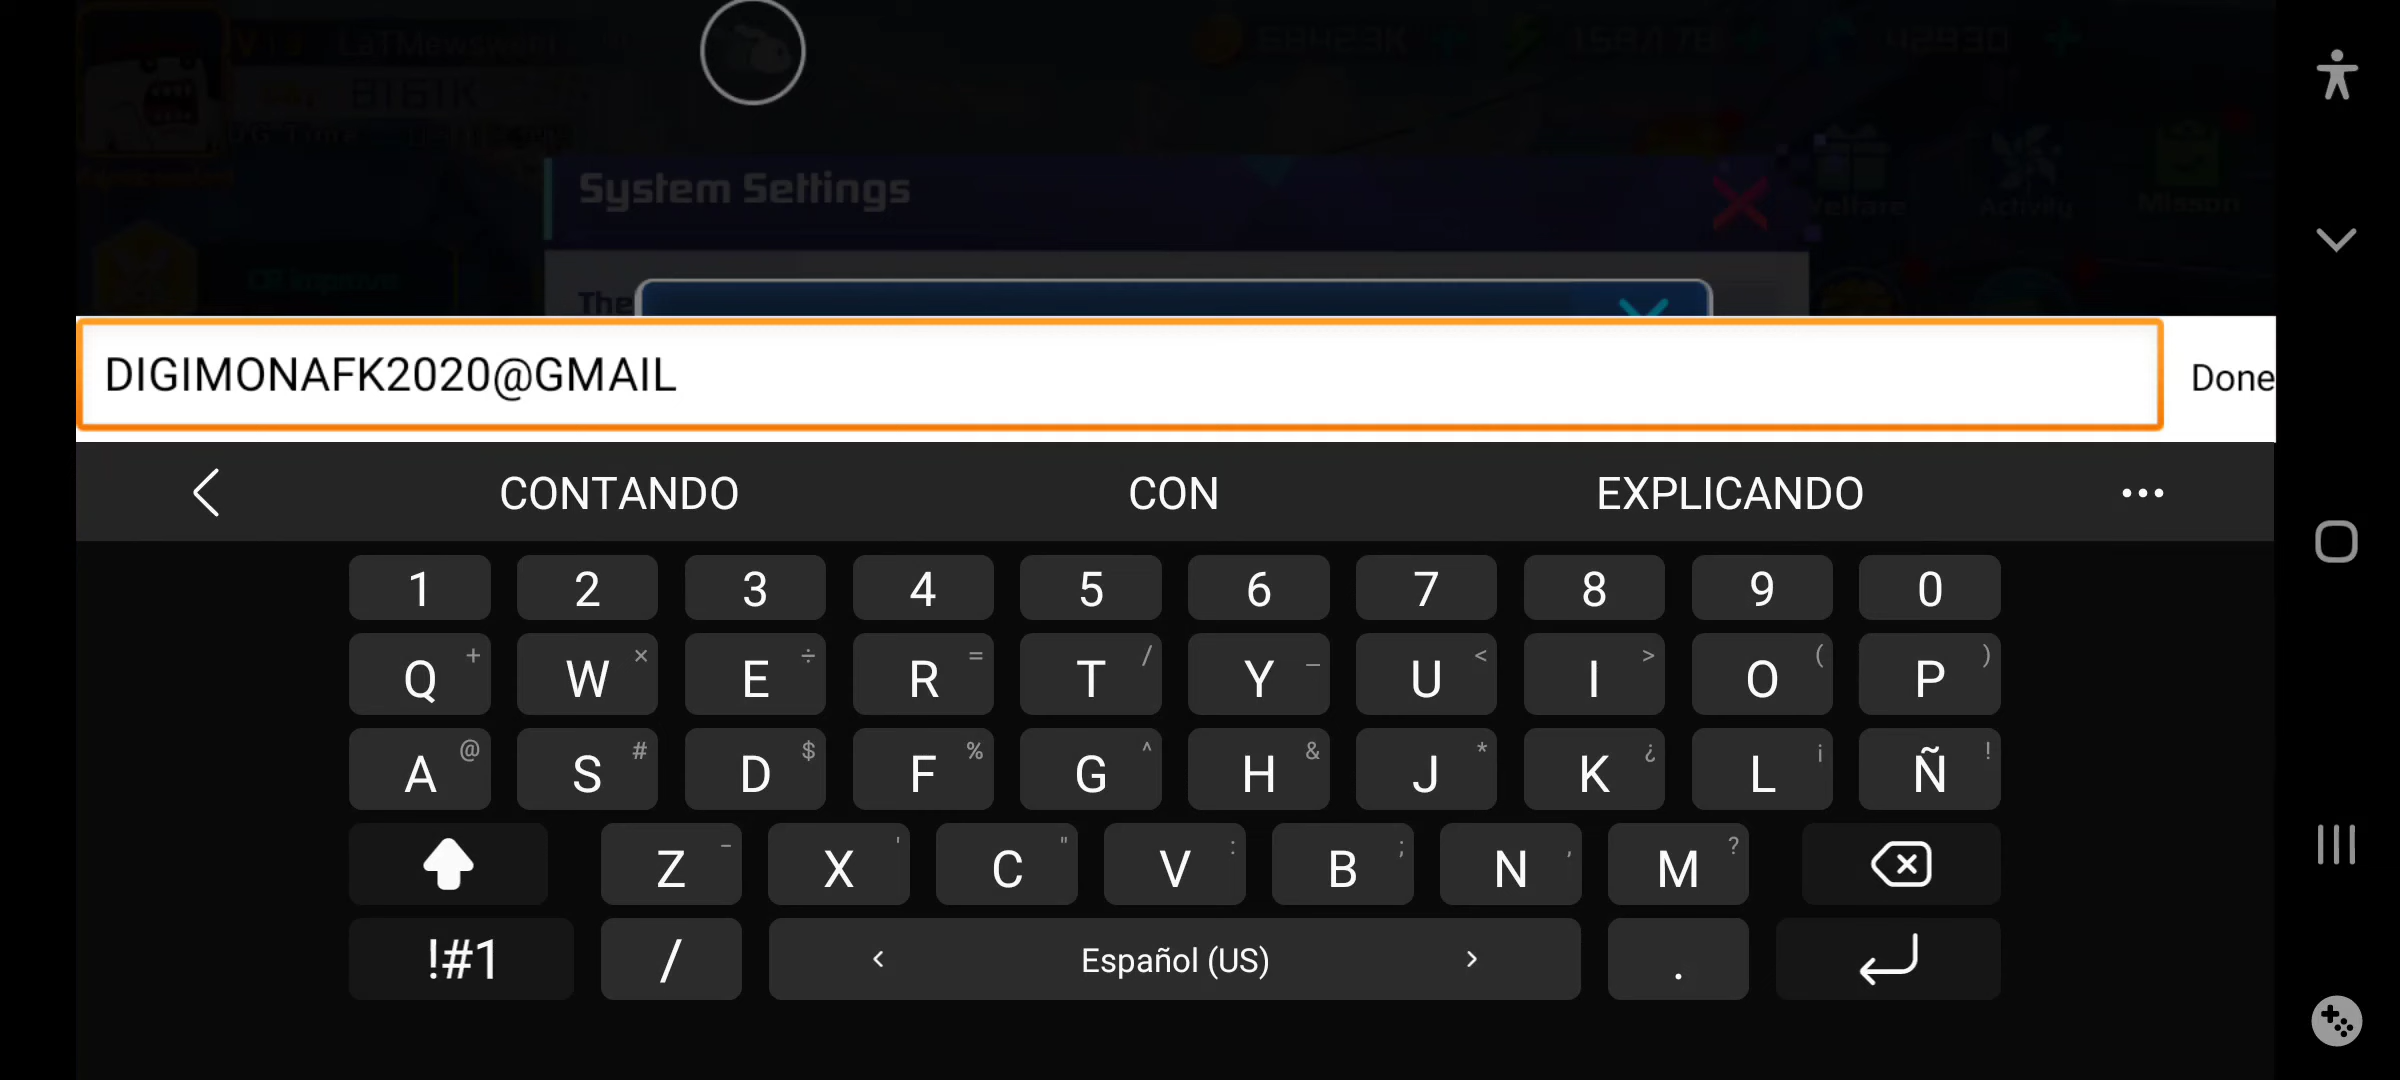 System Settings
The
DIGIMONAFK2020@GMAIL
Done
CONTANDO CON EXPLICANDO ...
1 2 3 4 5 6 7 8 9 0
Q + W × E ÷ R = T / Y _ U < I > O ( P )
A @ S # D $ F % G ^ H & J * K ¿ L ¡ Ñ !
Z - X ' C " V : B ; N , M ?
!#1 / < Español (US) > .